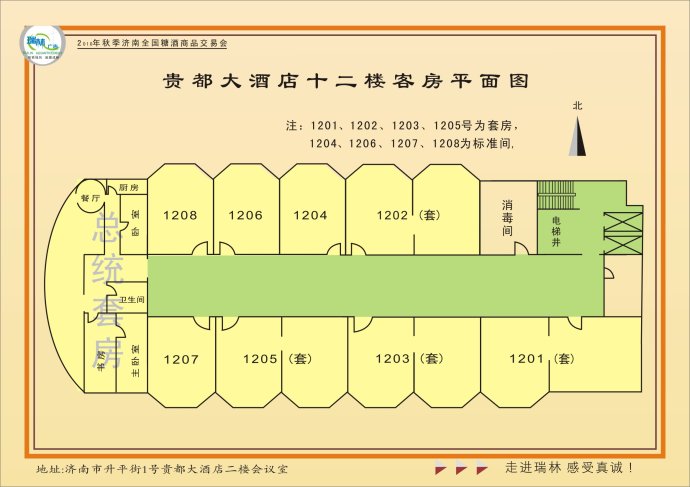 瑞林广告
2010年秋季济南全国糖酒商品交易会
贵都大酒店十二楼客房平面图
北
注：1201、1202、1203、1205号为套房，
1204、1206、1207、1208为标准间,
餐厅
厨房
卧室
1208
1206
1204
1202（套）
消毒间
电梯井
总统套房
卫生间
书房
主卧室
1207
1205（套）
1203（套）
1201（套）
地址:济南市升平街1号贵都大酒店二楼会议室
走进瑞林 感受真诚！